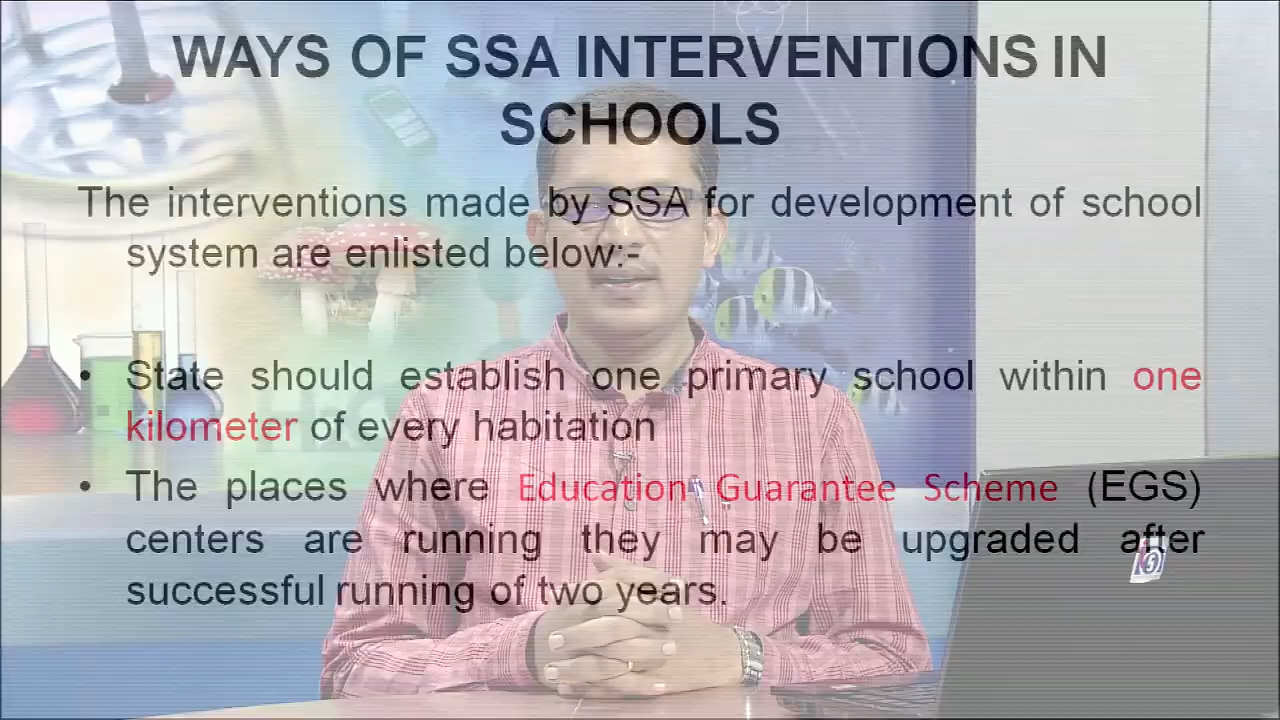 WAYS OF SSA INTERVENTIONS IN
SCHOOLS
The interventions made by SSA for development of school
system are enlisted below:-
• State should establish one primary school within one
kilometer of every habitation
• The places where Education Guarantee Scheme (EGS)
centers are running they may be upgraded after
successful running of two years.